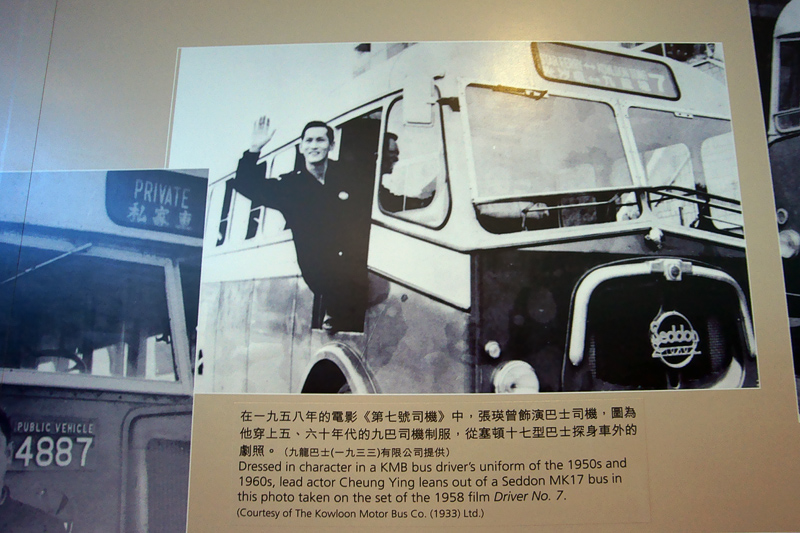 PRIVATE
私家車
PUBLIC VEHICLE
4887
7
Seddon
在一九五八年的電影《第七號司機》中，張瑛曾飾演巴士司機，圖為
他穿上五、六十年代的九巴司機制服，從塞頓十七型巴士探身車外的
劇照。（九龍巴士(一九三三)有限公司提供）
Dressed in character in a KMB bus driver's uniform of the 1950s and
1960s, lead actor Cheung Ying leans out of a Seddon MK17 bus in
this photo taken on the set of the 1958 film Driver No. 7.
(Courtesy of The Kowloon Motor Bus Co. (1933) Ltd.)